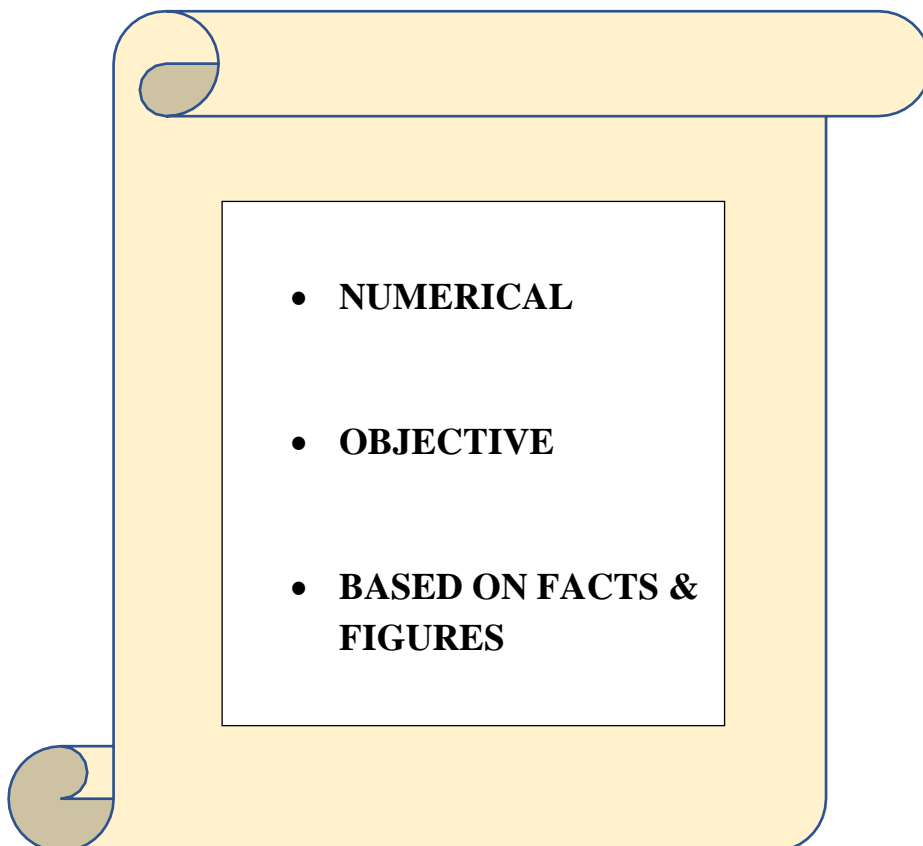 • NUMERICAL
• OBJECTIVE
• BASED ON FACTS &
FIGURES